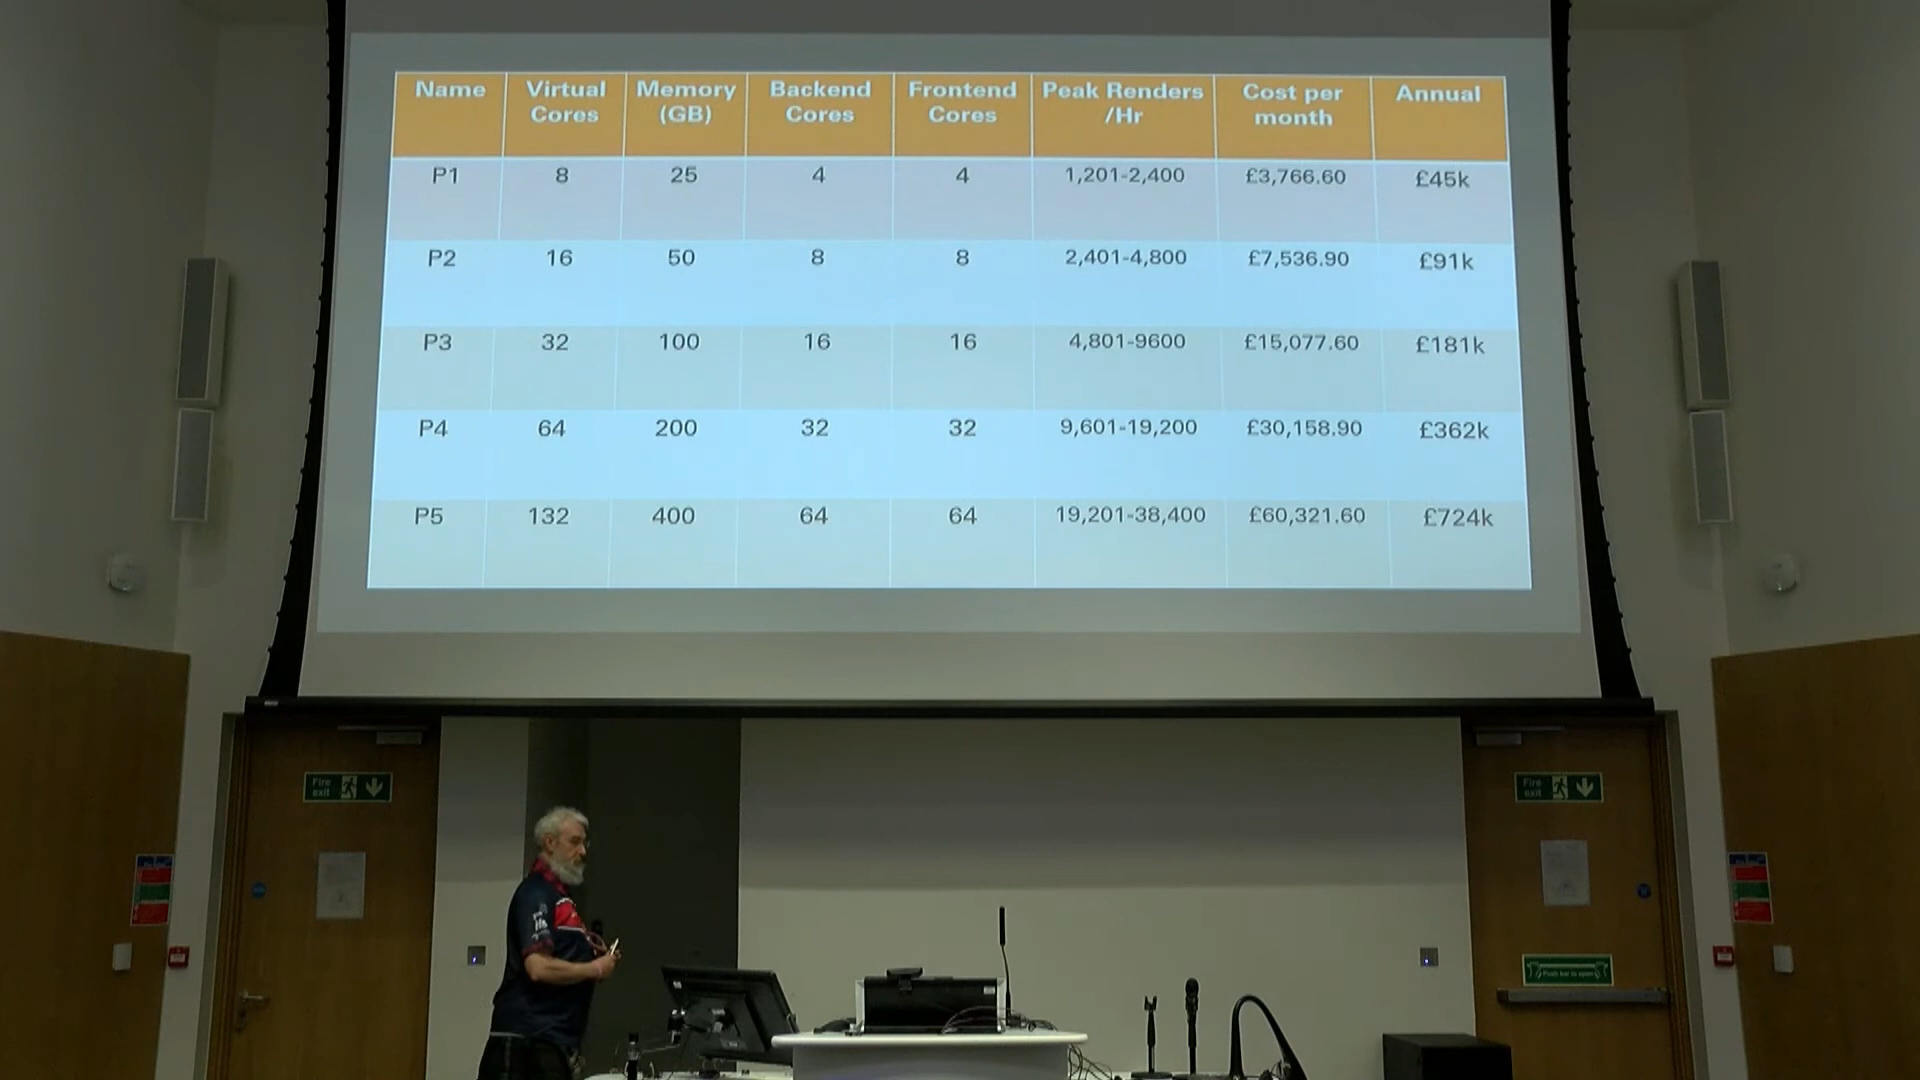 Name Virtual Cores Memory (GB) Backend Cores Frontend Cores Peak Renders /Hr Cost per month Annual
P1 8 25 4 4 1,201-2,400 £3,766.60 £45k
P2 16 50 8 8 2,401-4,800 £7,536.90 £91k
P3 32 100 16 16 4,801-9600 £15,077.60 £181k
P4 64 200 32 32 9,601-19,200 £30,158.90 £362k
P5 132 400 64 64 19,201-38,400 £60,321.60 £724k
Fire exit
Fire exit
Push bar to open